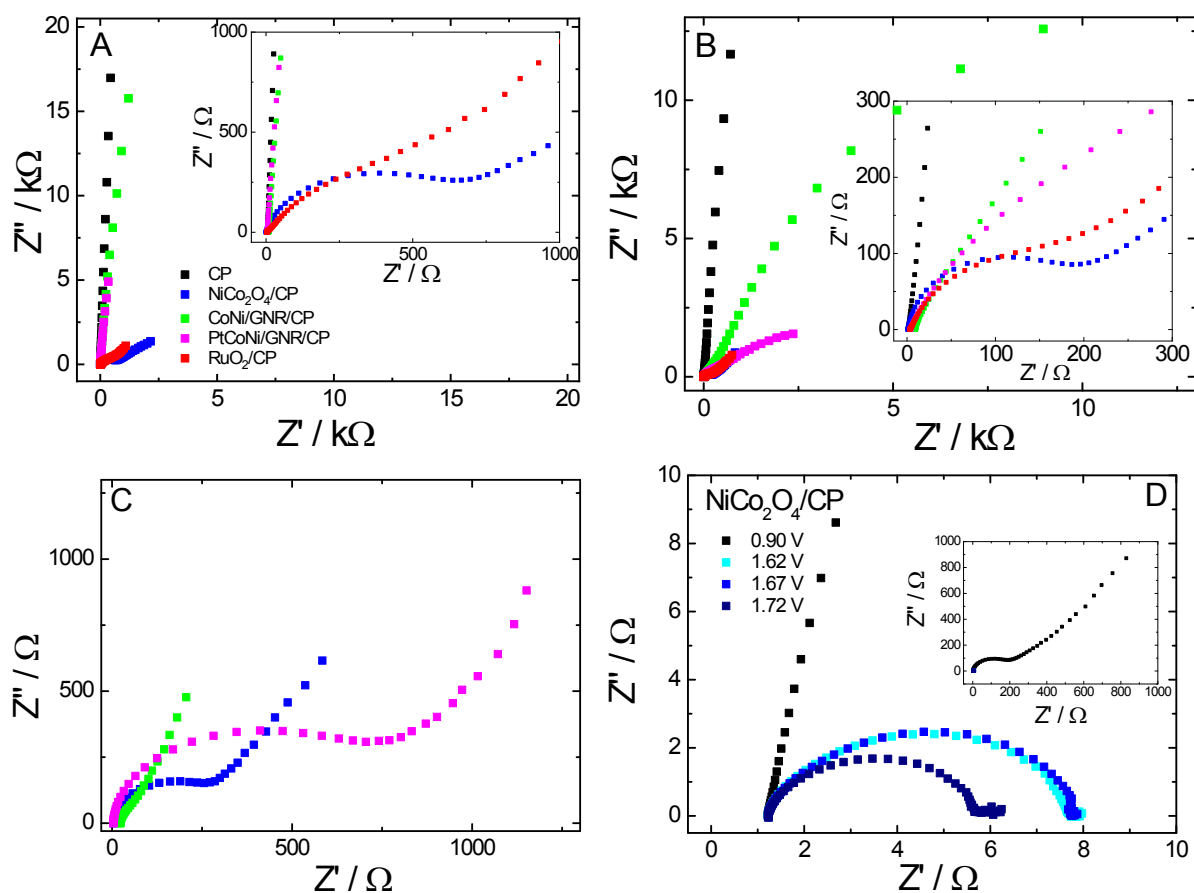 A
20
15
10
5
0
Z'' / kΩ
0 5 10 15 20
Z' / kΩ
1000
500
0
Z'' / Ω
0 500 1000
Z' / Ω
CP
NiCo₂O₄/CP
CoNi/GNR/CP
PtCoNi/GNR/CP
RuO₂/CP
B
10
5
0
Z'' / kΩ
0 5 10
Z' / kΩ
300
200
100
0
Z'' / Ω
0 100 200 300
Z' / Ω
C
1000
500
0
Z'' / Ω
0 500 1000
Z' / Ω
D
NiCo₂O₄/CP
0.90 V
1.62 V
1.67 V
1.72 V
10
8
6
4
2
0
Z'' / Ω
0 2 4 6 8 10
Z' / Ω
1000
800
600
400
200
0
Z'' / Ω
0 200 400 600 800 1000
Z' / Ω